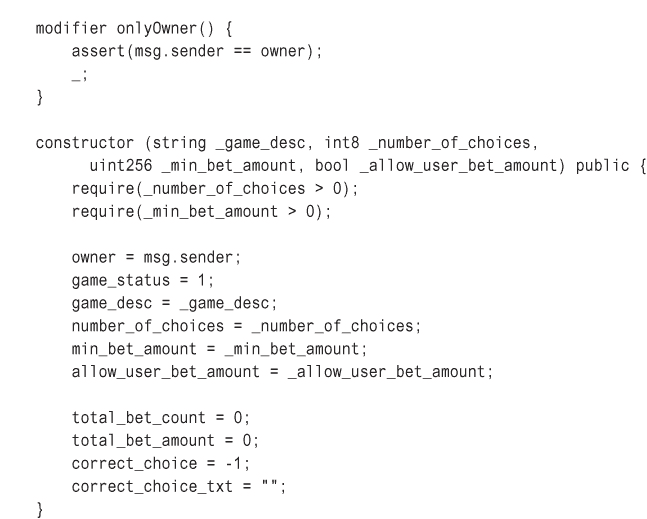 modifier onlyOwner() {
    assert(msg.sender == owner);
    _;
}

constructor (string _game_desc, int8 _number_of_choices,
      uint256 _min_bet_amount, bool _allow_user_bet_amount) public {
    require(_number_of_choices > 0);
    require(_min_bet_amount > 0);

    owner = msg.sender;
    game_status = 1;
    game_desc = _game_desc;
    number_of_choices = _number_of_choices;
    min_bet_amount = _min_bet_amount;
    allow_user_bet_amount = _allow_user_bet_amount;

    total_bet_count = 0;
    total_bet_amount = 0;
    correct_choice = -1;
    correct_choice_txt = "";
}